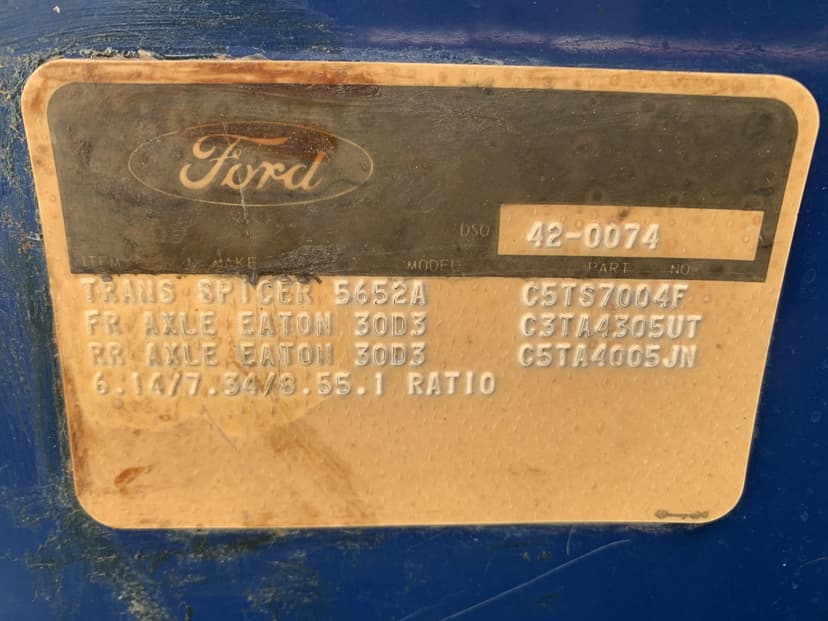 Ford
DSO 42-0074
ITEM MAKE MODEL PART NO
TRANS SPICER 5652A C5TS7004F
FR AXLE EATON 30D3 C3TA4305UT
RR AXLE EATON 30D3 C5TA4005JN
6.14/7.34/8.55.1 RATIO